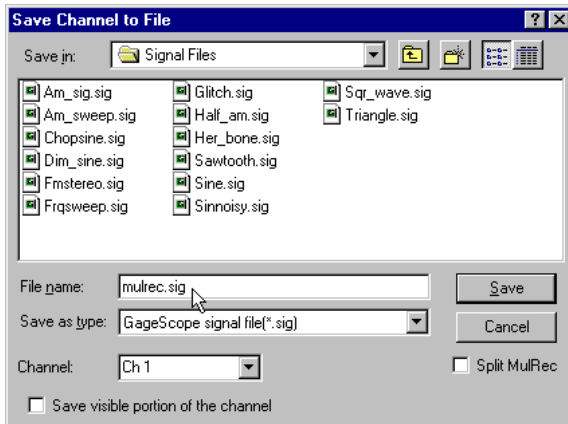 Save Channel to File
Save in: Signal Files
Am_sig.sig Glitch.sig Sqr_wave.sig
Am_sweep.sig Half_am.sig Triangle.sig
Chopsine.sig Her_bone.sig
Dim_sine.sig Sawtooth.sig
Fmstereo.sig Sine.sig
Frqsweep.sig Sinnoisy.sig
File name: mulrec.sig Save
Save as type: GageScope signal file(*.sig) Cancel
Channel: Ch 1 Split MulRec
Save visible portion of the channel